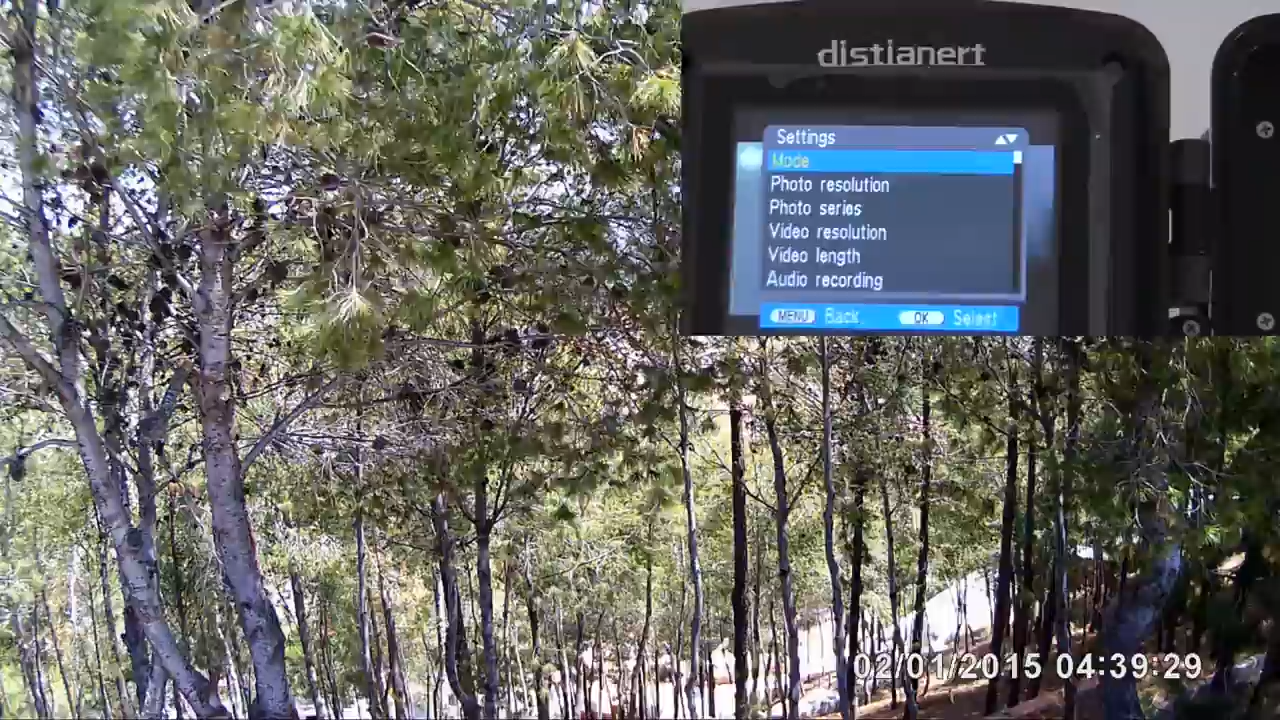 distianert
Settings
Mode
Photo resolution
Photo series
Video resolution
Video length
Audio recording
MENU Back
OK Select
02/01/2015 04:39:29